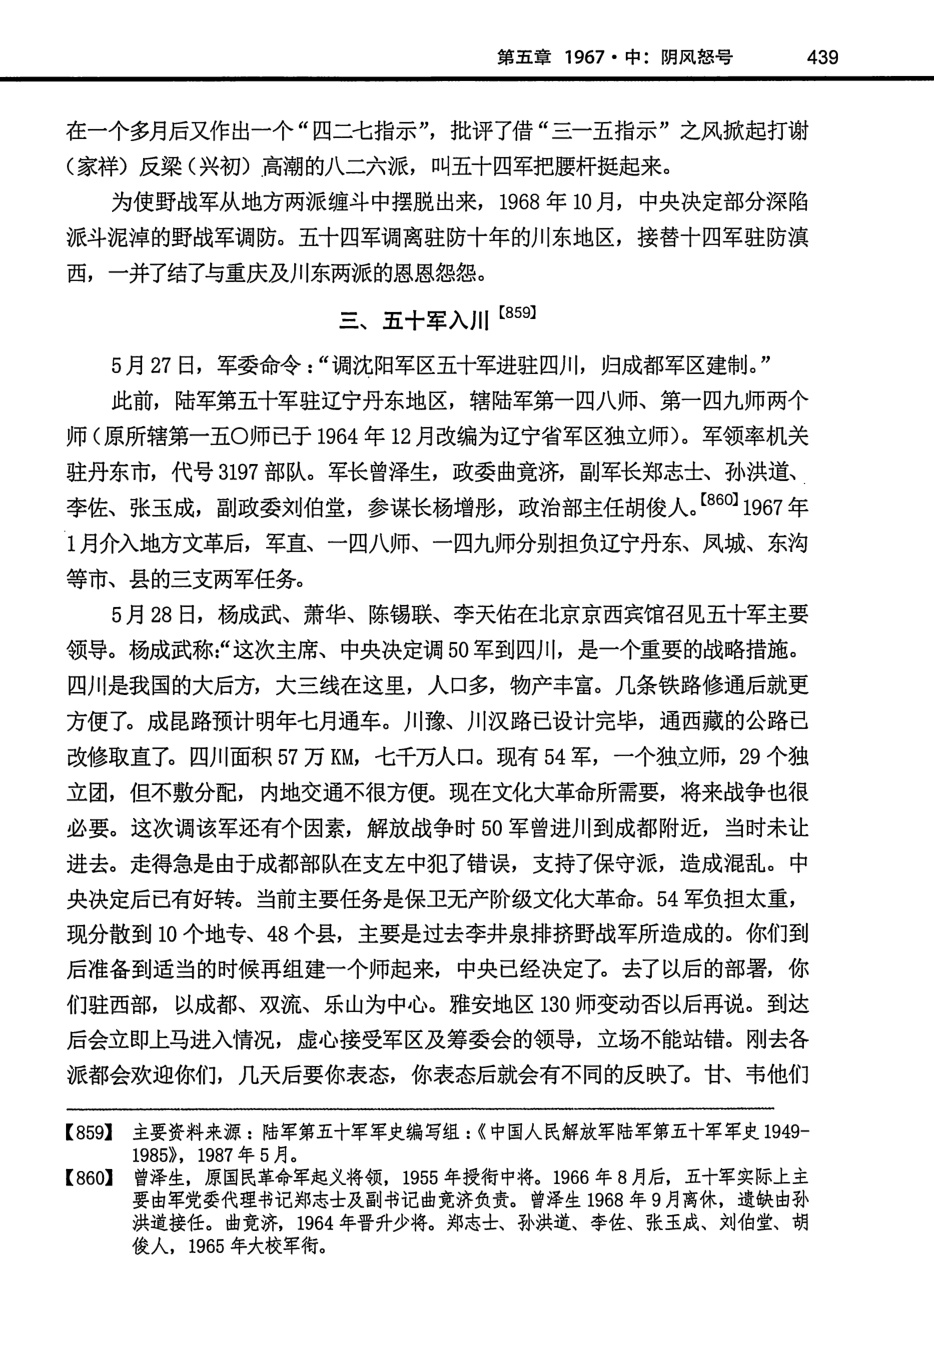 第五章 1967·中：阴风怒号 439
在一个多月后又作出一个“四二七指示”，批评了借“三一五指示”之风掀起打谢
（家祥）反梁（兴初）高潮的八二六派，叫五十四军把腰杆挺起来。
为使野战军从地方两派缠斗中摆脱出来，1968 年 10 月，中央决定部分深陷
派斗泥淖的野战军调防。五十四军调离驻防十年的川东地区，接替十四军驻防滇
西，一并了结了与重庆及川东两派的恩恩怨怨。
三、五十军入川【859】
5 月 27 日，军委命令：“调沈阳军区五十军进驻四川，归成都军区建制。”
此前，陆军第五十军驻辽宁丹东地区，辖陆军第一四八师、第一四九师两个
师（原所辖第一五〇师已于 1964 年 12 月改编为辽宁省军区独立师）。军领率机关
驻丹东市，代号 3197 部队。军长曾泽生，政委曲竟济，副军长郑志士、孙洪道、
李佐、张玉成，副政委刘伯堂，参谋长杨增彤，政治部主任胡俊人。【860】1967 年
1 月介入地方文革后，军直、一四八师、一四九师分别担负辽宁丹东、凤城、东沟
等市、县的三支两军任务。
5 月 28 日，杨成武、萧华、陈锡联、李天佑在北京京西宾馆召见五十军主要
领导。杨成武称：“这次主席、中央决定调 50 军到四川，是一个重要的战略措施。
四川是我国的大后方，大三线在这里，人口多，物产丰富。几条铁路修通后就更
方便了。成昆路预计明年七月通车。川豫、川汉路已设计完毕，通西藏的公路已
改修取直了。四川面积 57 万 KM，七千万人口。现有 54 军，一个独立师，29 个独
立团，但不敷分配，内地交通不很方便。现在文化大革命所需要，将来战争也很
必要。这次调该军还有个因素，解放战争时 50 军曾进川到成都附近，当时未让
进去。走得急是由于成都部队在支左中犯了错误，支持了保守派，造成混乱。中
央决定后已有好转。当前主要任务是保卫无产阶级文化大革命。54 军负担太重，
现分散到 10 个地专、48 个县，主要是过去李井泉排挤野战军所造成的。你们到
后准备到适当的时候再组建一个师起来，中央已经决定了。去了以后的部署，你
们驻西部，以成都、双流、乐山为中心。雅安地区 130 师变动否以后再说。到达
后会立即上马进入情况，虚心接受军区及筹委会的领导，立场不能站错。刚去各
派都会欢迎你们，几天后要你表态，你表态后就会有不同的反映了。甘、韦他们
【859】 主要资料来源：陆军第五十军军史编写组：《中国人民解放军陆军第五十军军史 1949-
1985》，1987 年 5 月。
【860】 曾泽生，原国民革命军起义将领，1955 年授衔中将。1966 年 8 月后，五十军实际上主
要由军党委代理书记郑志士及副书记曲竟济负责。曾泽生 1968 年 9 月离休，遗缺由孙
洪道接任。曲竟济，1964 年晋升少将。郑志士、孙洪道、李佐、张玉成、刘伯堂、胡
俊人，1965 年大校军衔。